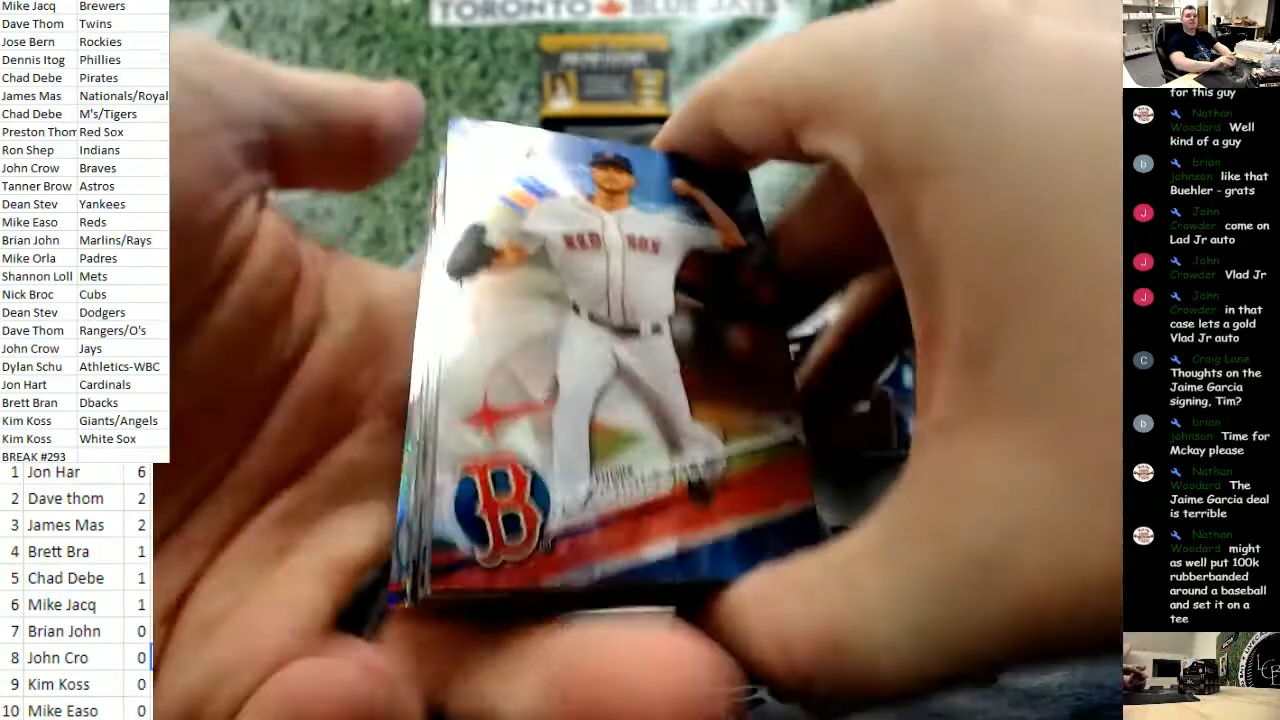 Mike Jacq Brewers
Dave Thom Twins
Jose Bern Rockies
Dennis Itog Phillies
Chad Debe Pirates
James Mas Nationals/Royal
Chad Debe M's/Tigers
Preston Thom Red Sox
Ron Shep Indians
John Crow Braves
Tanner Brow Astros
Dean Stev Yankees
Mike Easo Reds
Brian John Marlins/Rays
Mike Orla Padres
Shannon Loll Mets
Nick Broc Cubs
Dean Stev Dodgers
Dave Thom Rangers/O's
John Crow Jays
Dylan Schu Athletics-WBC
Jon Hart Cardinals
Brett Bran Dbacks
Kim Koss Giants/Angels
Kim Koss White Sox
BREAK #293
1 Jon Har 6
2 Dave thom 2
3 James Mas 2
4 Brett Bra 1
5 Chad Debe 1
6 Mike Jacq 1
7 Brian John 0
8 John Cro 0
9 Kim Koss 0
10 Mike Easo 0
TORONTO BLUE JAYS
RED SOX
B
PITCHER
for this guy
Nathan
Woodard Well
kind of a guy
brian
johnson like that
Buehler - grats
John
Crowder come on
Lad Jr auto
John
Crowder Vlad Jr
John
Crowder in that
case lets a gold
Vlad Jr auto
Craig Lane
Thoughts on the
Jaime Garcia
signing, Tim?
brian
johnson Time for
Mckay please
Nathan
Woodard The
Jaime Garcia deal
is terrible
Nathan
Woodard might
as well put 100k
rubberbanded
around a baseball
and set it on a
tee